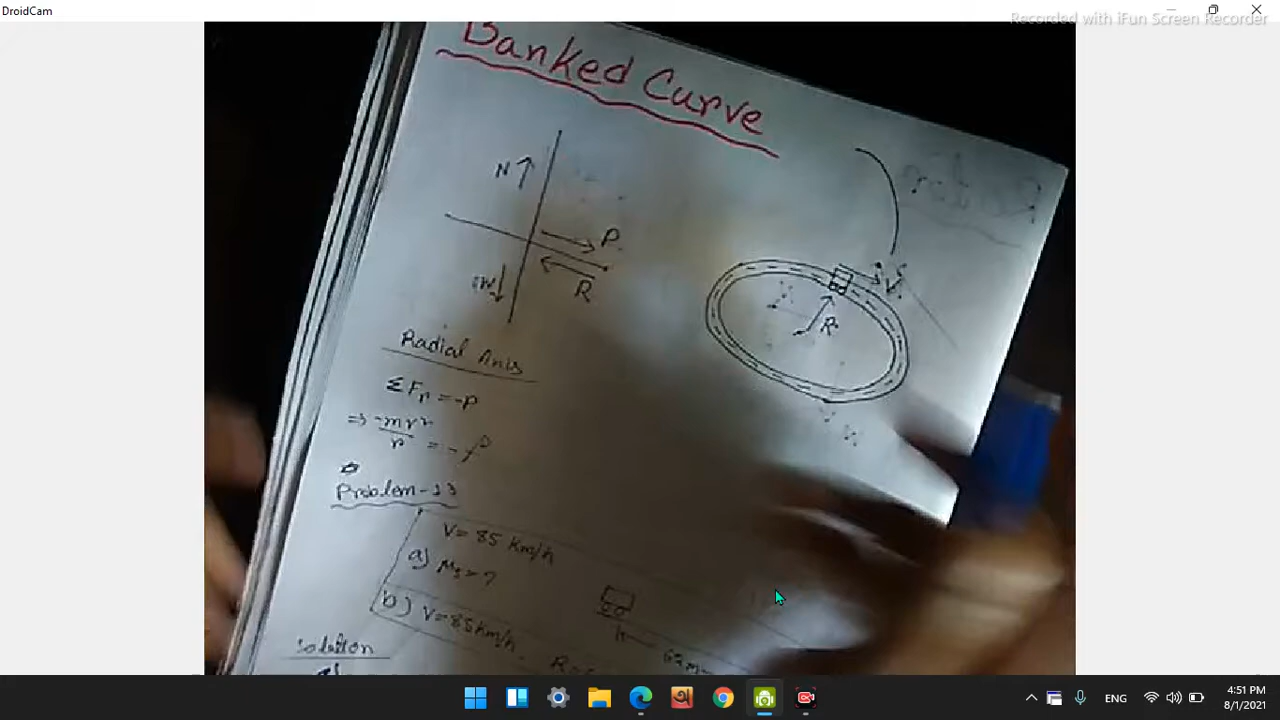 DroidCam
Recorded with iFun Screen Recorder
Banked Curve
N
P
R
W
V
R
Radial Axis
ΣFr = -P
⇒ -mv²/r = -P
Problem-13
V = 85 km/h
a) μs = ?
b) V = 85 km/h,
Solution
ENG
4:51 PM
8/1/2021